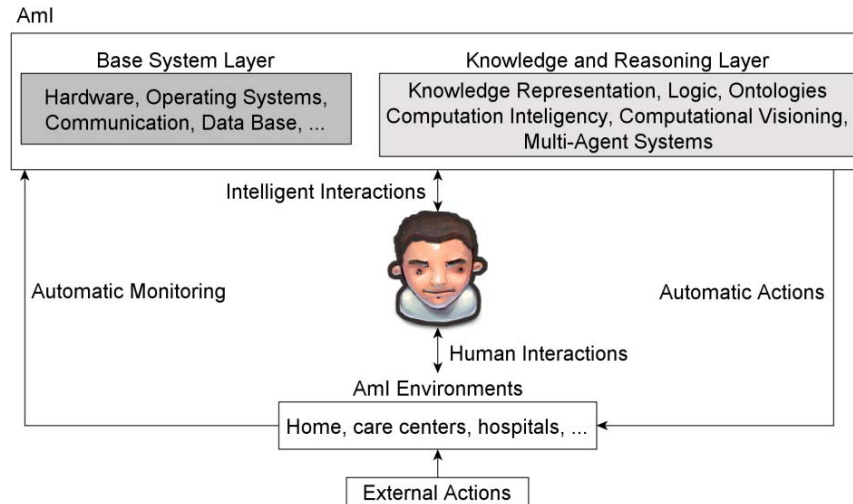 AmI
Base System Layer
Hardware, Operating Systems,
Communication, Data Base, ...
Knowledge and Reasoning Layer
Knowledge Representation, Logic, Ontologies
Computation Inteligency, Computational Visioning,
Multi-Agent Systems
Intelligent Interactions
Automatic Monitoring
Automatic Actions
Human Interactions
AmI Environments
Home, care centers, hospitals, ...
External Actions